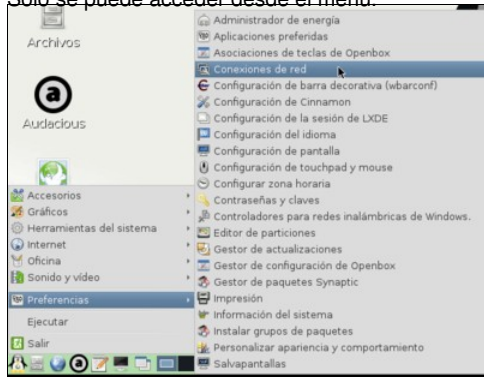 Solo se puede acceder desde el menú.
Archivos
Audacious
Administrador de energía
Aplicaciones preferidas
Asociaciones de teclas de Openbox
Conexiones de red
Configuración de barra decorativa (wbarconf)
Configuración de Cinnamon
Configuración de la sesión de LXDE
Configuración del idioma
Configuración de pantalla
Configuración de touchpad y mouse
Configurar zona horaria
Contraseñas y claves
Controladores para redes inalámbricas de Windows.
Editor de particiones
Gestor de actualizaciones
Gestor de configuración de Openbox
Gestor de paquetes Synaptic
Impresión
Información del sistema
Instalar grupos de paquetes
Personalizar apariencia y comportamiento
Salvapantallas
Accesorios
Gráficos
Herramientas del sistema
Internet
Oficina
Sonido y vídeo
Preferencias
Ejecutar
Salir